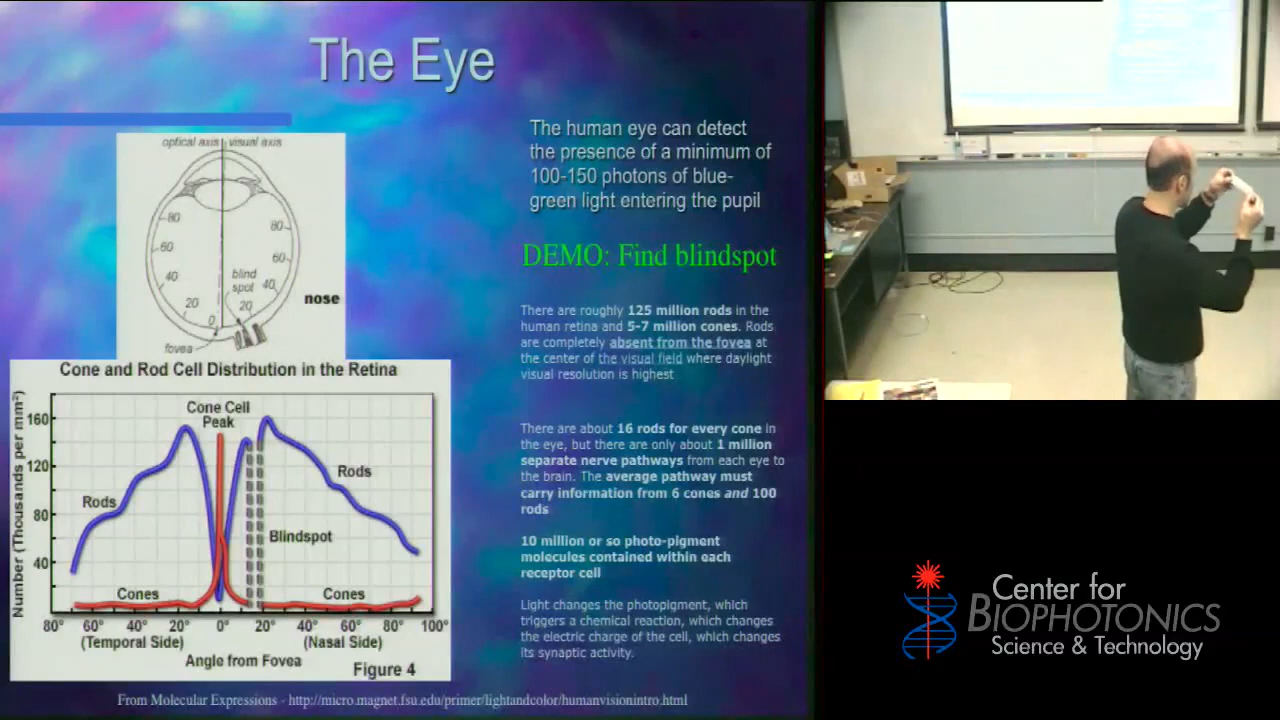 The Eye
optical axis visual axis
80
80
60
60
40
blind
spot
40
20
20
0
nose
fovea
The human eye can detect
the presence of a minimum of
100-150 photons of blue-
green light entering the pupil
DEMO: Find blindspot
There are roughly 125 million rods in the
human retina and 5-7 million cones. Rods
are completely absent from the fovea at
the center of the visual field where daylight
visual resolution is highest
There are about 16 rods for every cone in
the eye, but there are only about 1 million
separate nerve pathways from each eye to
the brain. The average pathway must
carry information from 6 cones and 100
rods
10 million or so photo-pigment
molecules contained within each
receptor cell
Light changes the photopigment, which
triggers a chemical reaction, which changes
the electric charge of the cell, which changes
its synaptic activity.
Cone and Rod Cell Distribution in the Retina
Number (Thousands per mm²)
160
120
80
40
Cone Cell
Peak
Rods
Rods
Blindspot
Cones
Cones
80° 60° 40° 20° 0° 20° 40° 60° 80° 100°
(Temporal Side) (Nasal Side)
Angle from Fovea
Figure 4
From Molecular Expressions - http://micro.magnet.fsu.edu/primer/lightandcolor/humanvisionintro.html
Center for
BIOPHOTONICS
Science & Technology